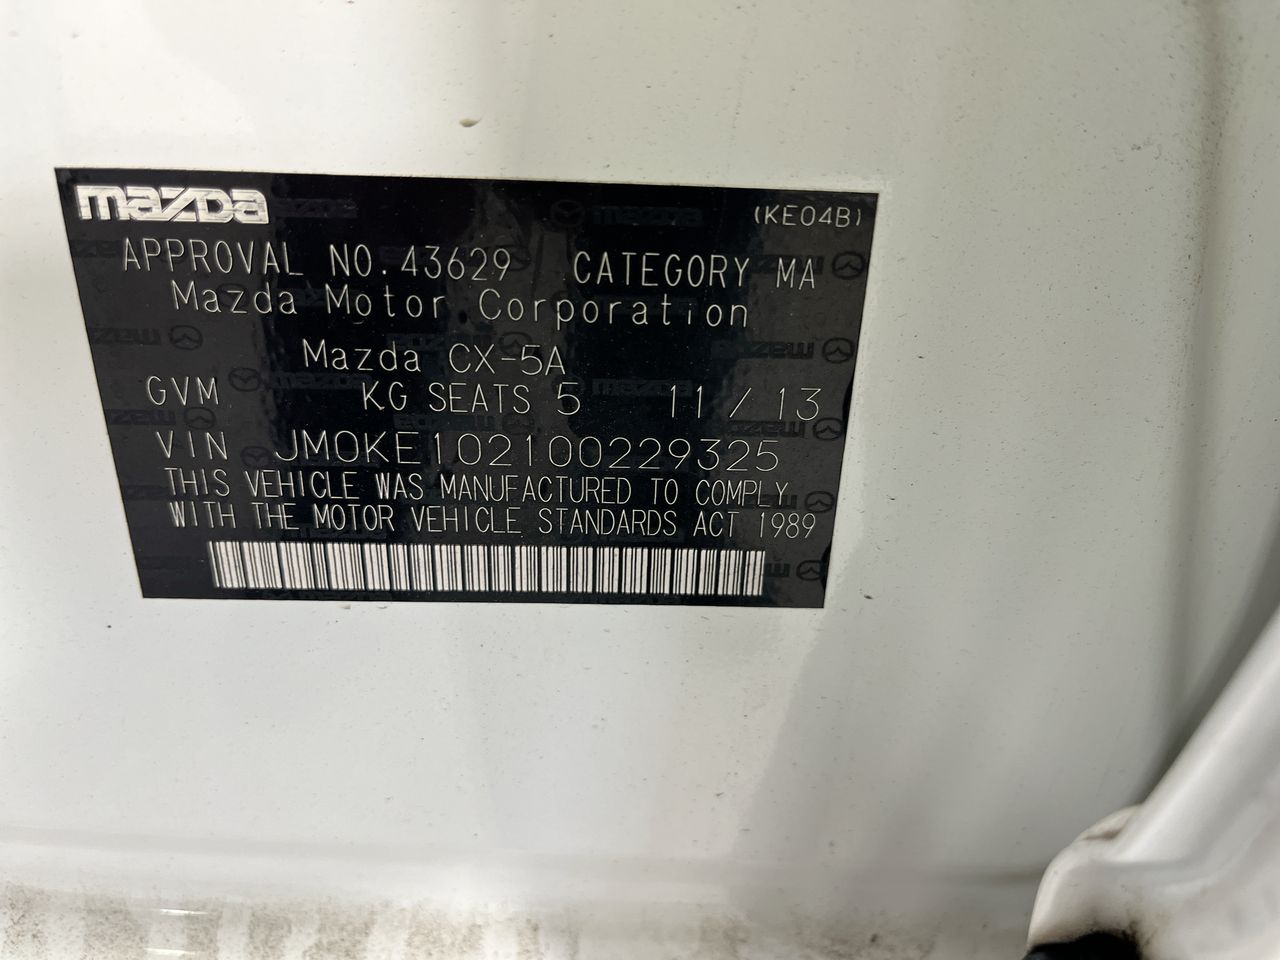 mazda (KE04B)
APPROVAL NO. 43629 CATEGORY MA
Mazda Motor Corporation
Mazda CX-5A
GVM KG SEATS 5 11 / 13
VIN JM0KE102100229325
THIS VEHICLE WAS MANUFACTURED TO COMPLY
WITH THE MOTOR VEHICLE STANDARDS ACT 1989